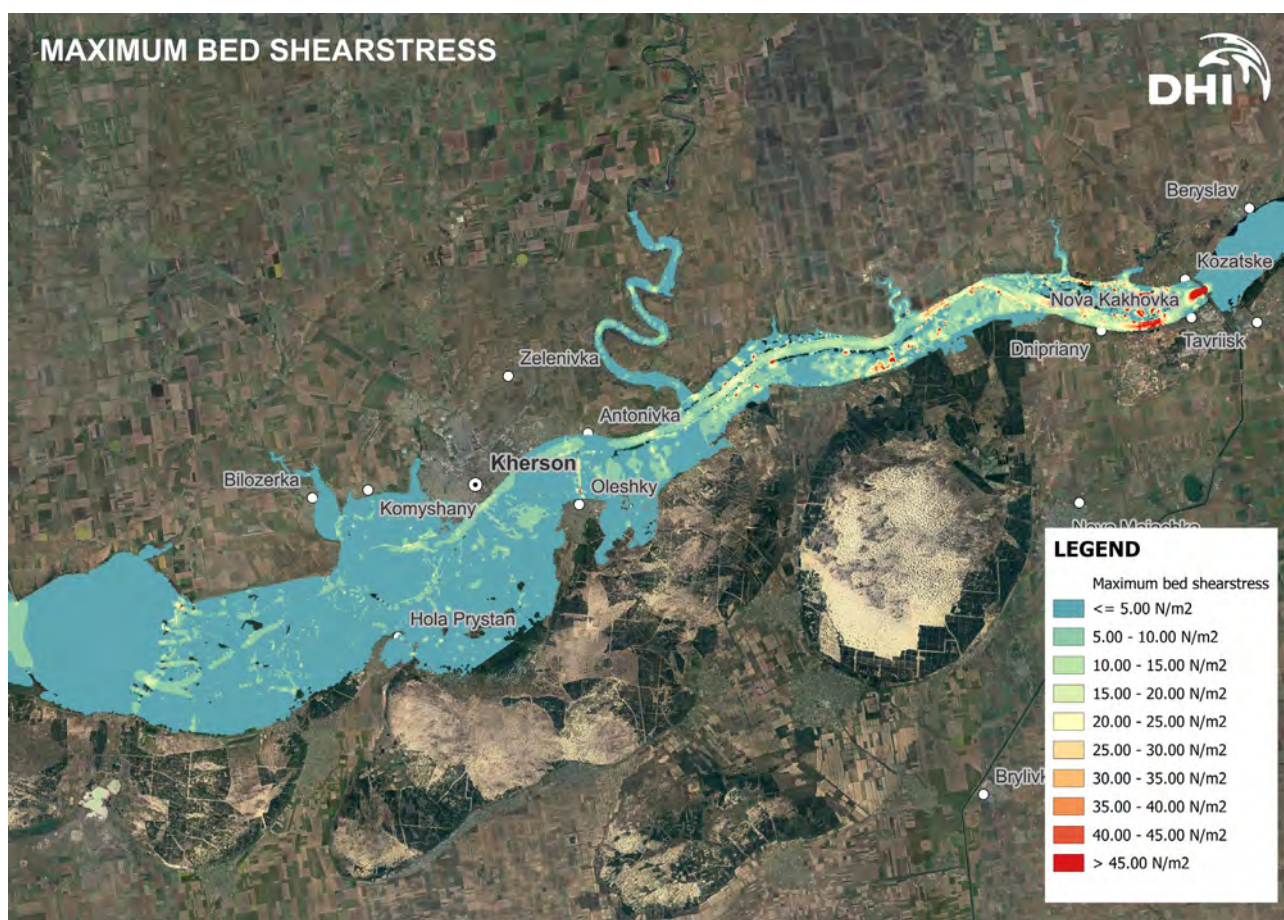 MAXIMUM BED SHEARSTRESS
DHI
Beryslav
Kozatske
Nova Kakhovka
Tavriisk
Dnipriany
Zelenivka
Antonivka
Kherson
Bilozerka
Oleshky
Komyshany
Hola Prystan
LEGEND
Maximum bed shearstress
<= 5.00 N/m2
5.00 - 10.00 N/m2
10.00 - 15.00 N/m2
15.00 - 20.00 N/m2
20.00 - 25.00 N/m2
25.00 - 30.00 N/m2
30.00 - 35.00 N/m2
35.00 - 40.00 N/m2
40.00 - 45.00 N/m2
> 45.00 N/m2